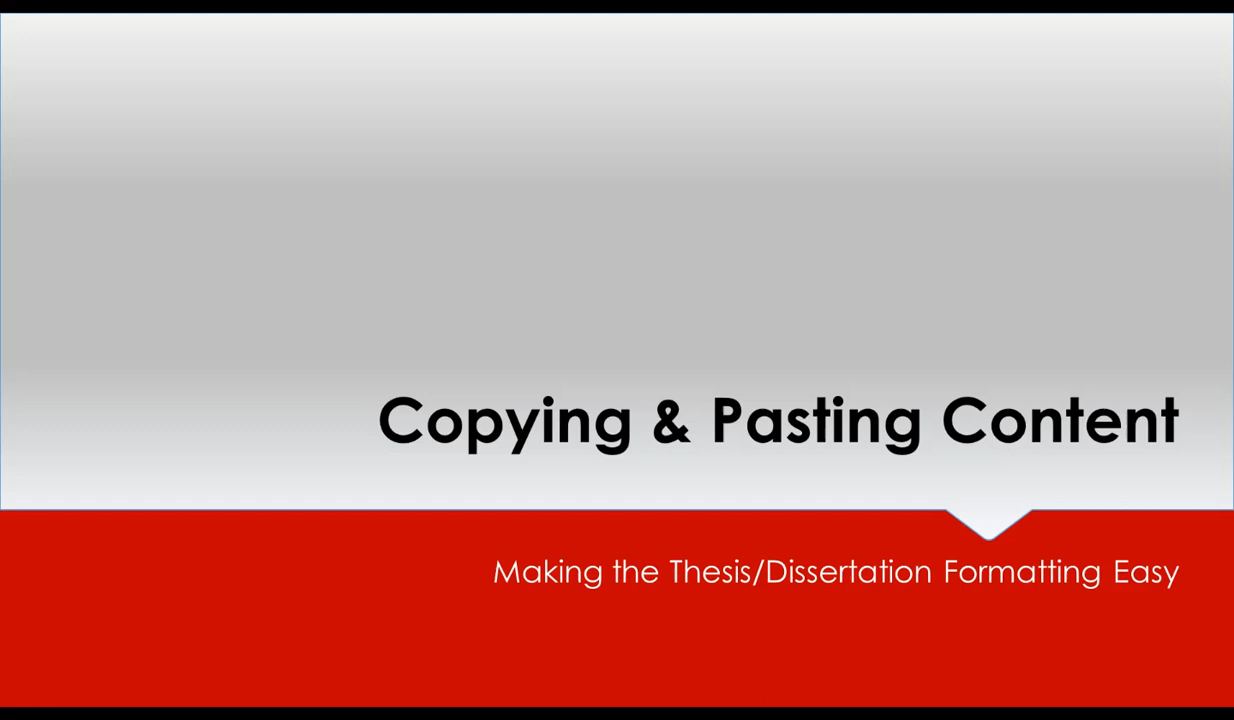 Copying & Pasting Content
Making the Thesis/Dissertation Formatting Easy